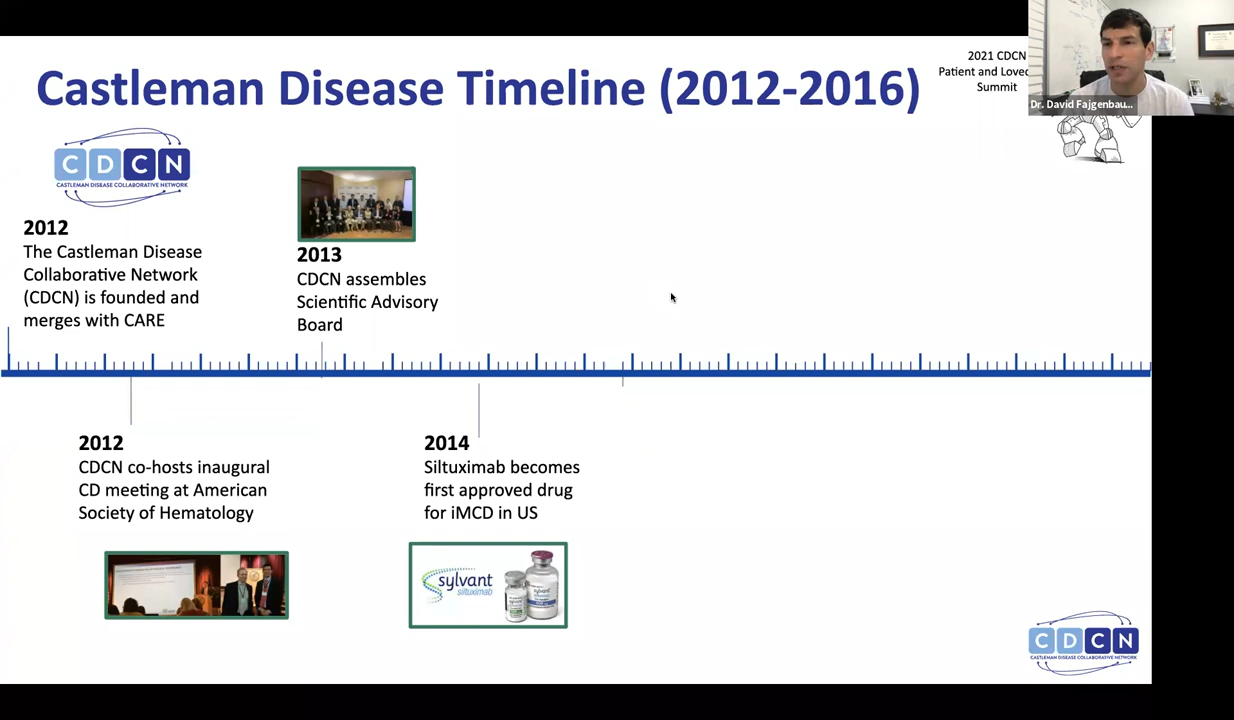 Castleman Disease Timeline (2012-2016)
2021 CDCN
Patient and Loved
Summit
Dr. David Fajgenbau...
CDCN
CASTLEMAN DISEASE COLLABORATIVE NETWORK
2012
The Castleman Disease
Collaborative Network
(CDCN) is founded and
merges with CARE
2013
CDCN assembles
Scientific Advisory
Board
2012
CDCN co-hosts inaugural
CD meeting at American
Society of Hematology
2014
Siltuximab becomes
first approved drug
for iMCD in US
sylvant
siltuximab
sylvant
CDCN
CASTLEMAN DISEASE COLLABORATIVE NETWORK